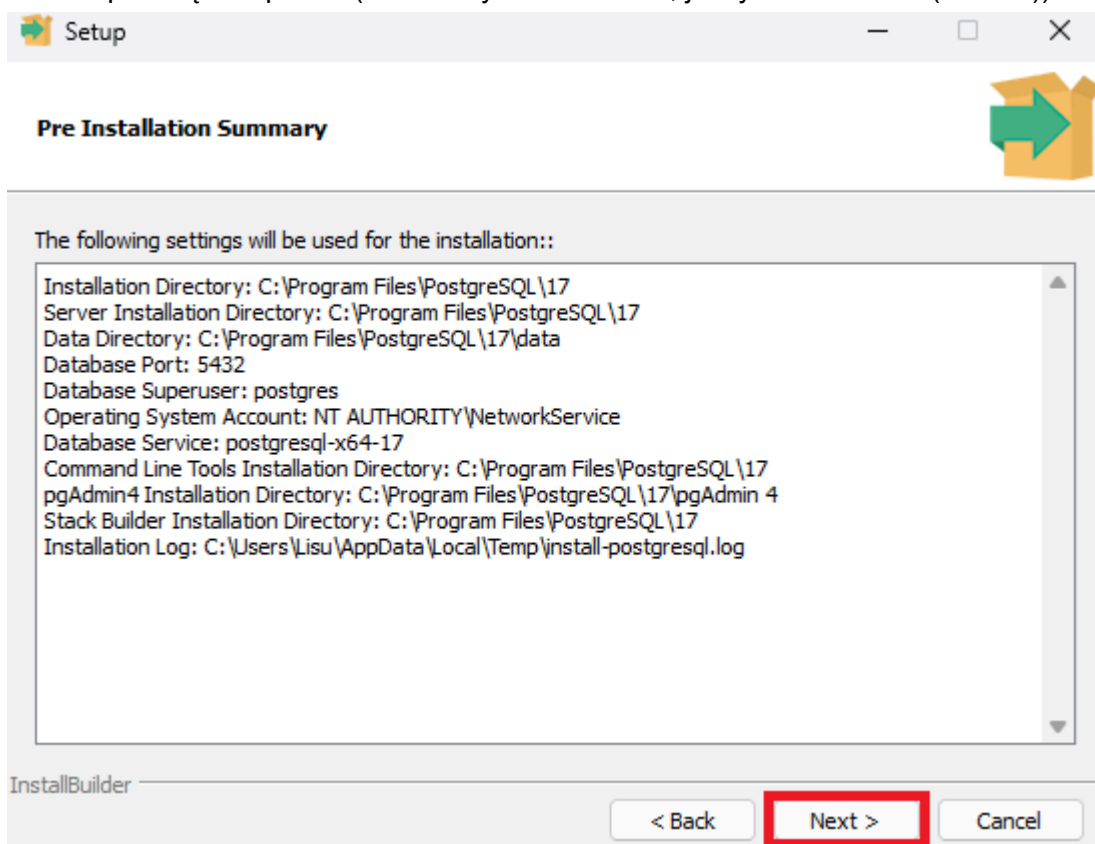 Setup
Pre Installation Summary
The following settings will be used for the installation::
Installation Directory: C:\Program Files\PostgreSQL\17
Server Installation Directory: C:\Program Files\PostgreSQL\17
Data Directory: C:\Program Files\PostgreSQL\17\data
Database Port: 5432
Database Superuser: postgres
Operating System Account: NT AUTHORITY\NetworkService
Database Service: postgresql-x64-17
Command Line Tools Installation Directory: C:\Program Files\PostgreSQL\17
pgAdmin4 Installation Directory: C:\Program Files\PostgreSQL\17\pgAdmin 4
Stack Builder Installation Directory: C:\Program Files\PostgreSQL\17
Installation Log: C:\Users\Lisu\AppData\Local\Temp\install-postgresql.log
InstallBuilder
< Back Next > Cancel